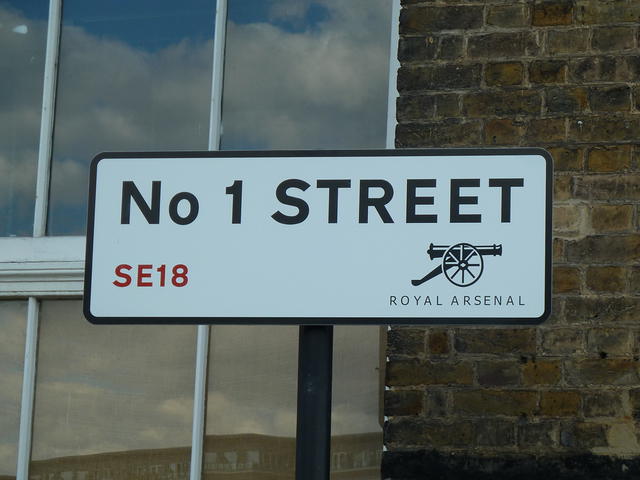 No 1 STREET
SE18
ROYAL ARSENAL